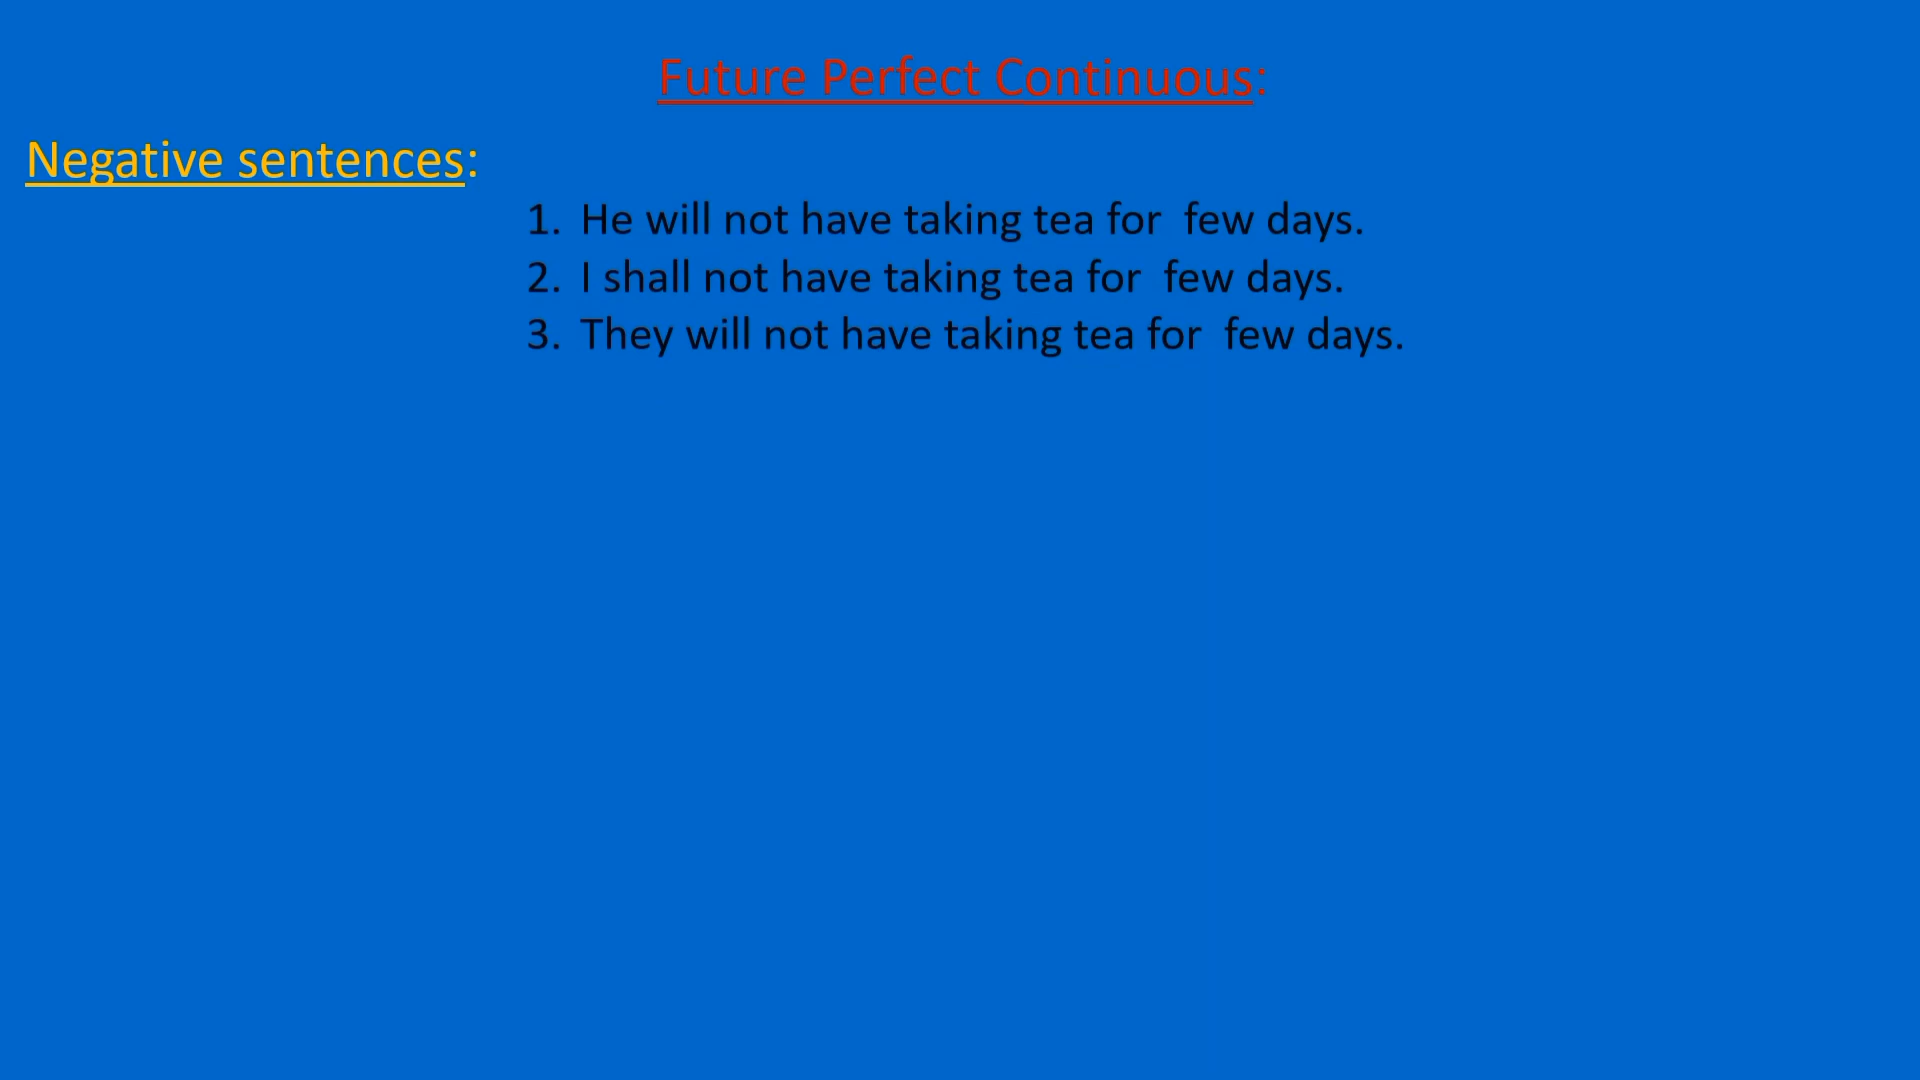 Future Perfect Continuous:
Negative sentences:
1. He will not have taking tea for  few days.
2. I shall not have taking tea for  few days.
3. They will not have taking tea for  few days.